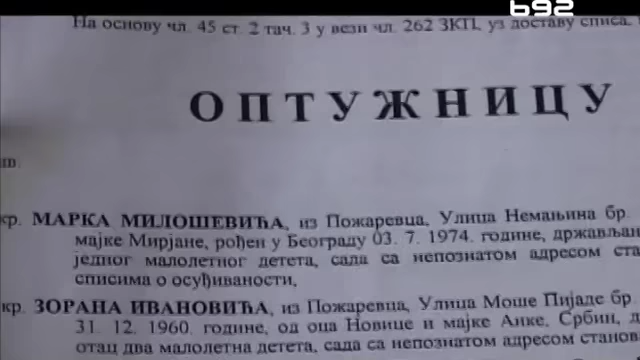 б92
На основу чл. 45 ст. 2 тач. 3 у вези чл. 262 ЗКП, уз доставу списа,
ОПТУЖНИЦУ
кр. МАРКА МИЛОШЕВИЋА, из Пожаревца, Улица Немањина бр.
мајке Мирјане, рођен у Београду 03. 7. 1974. године, држављан
једног малолетног детета, сада са непознатом адресом ста
списима о осуђиваности,
кр. ЗОРАНА ИВАНОВИЋА, из Пожаревца, Улица Моше Пијаде бр.
31. 12. 1960. године, од оца Новице и мајке Анке, Србин, д
отац два малолетна детета, сада са непознатом адресом станов